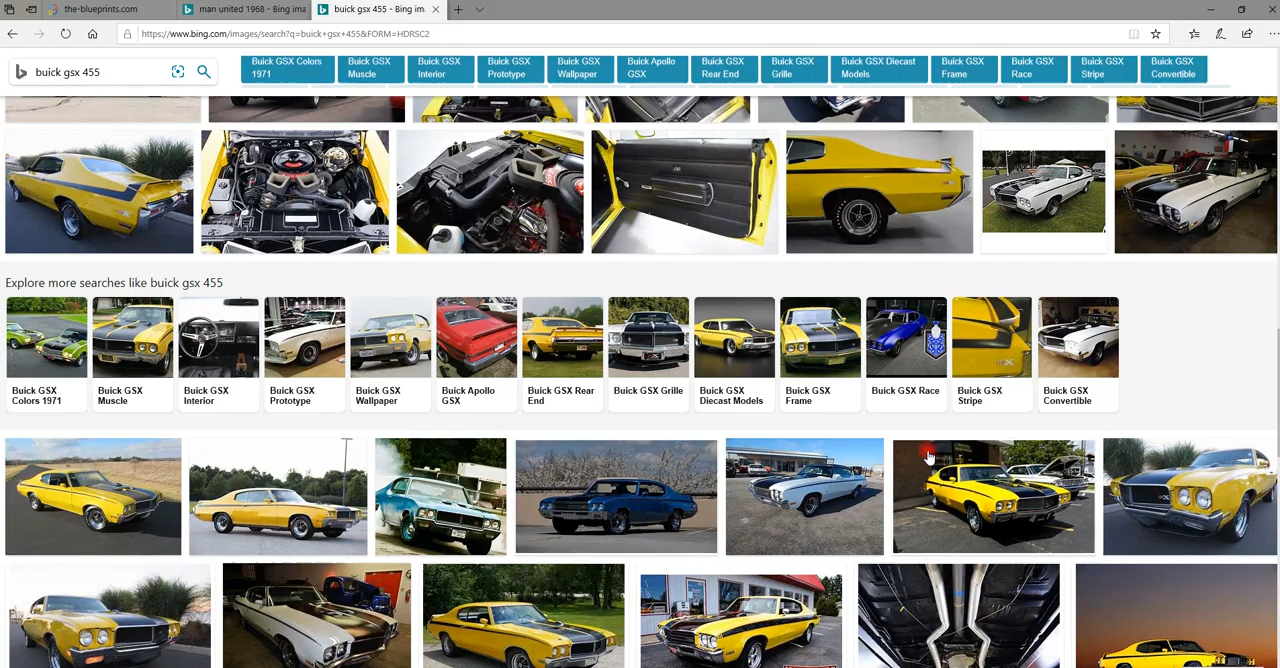 the-blueprints.com
man united 1968 - Bing ima
buick gsx 455 - Bing im
https://www.bing.com/images/search?q=buick+gsx+455&FORM=HDRSC2
buick gsx 455
Buick GSX Colors
1971
Buick GSX
Muscle
Buick GSX
Interior
Buick GSX
Prototype
Buick GSX
Wallpaper
Buick Apollo
GSX
Buick GSX
Rear End
Buick GSX
Grille
Buick GSX Diecast
Models
Buick GSX
Frame
Buick GSX
Race
Buick GSX
Stripe
Buick GSX
Convertible
Explore more searches like buick gsx 455
Buick GSX
Colors 1971
Buick GSX
Muscle
Buick GSX
Interior
Buick GSX
Prototype
Buick GSX
Wallpaper
Buick Apollo
GSX
Buick GSX Rear
End
Buick GSX Grille
Buick GSX
Diecast Models
Buick GSX
Frame
Buick GSX Race
Buick GSX
Stripe
Buick GSX
Convertible